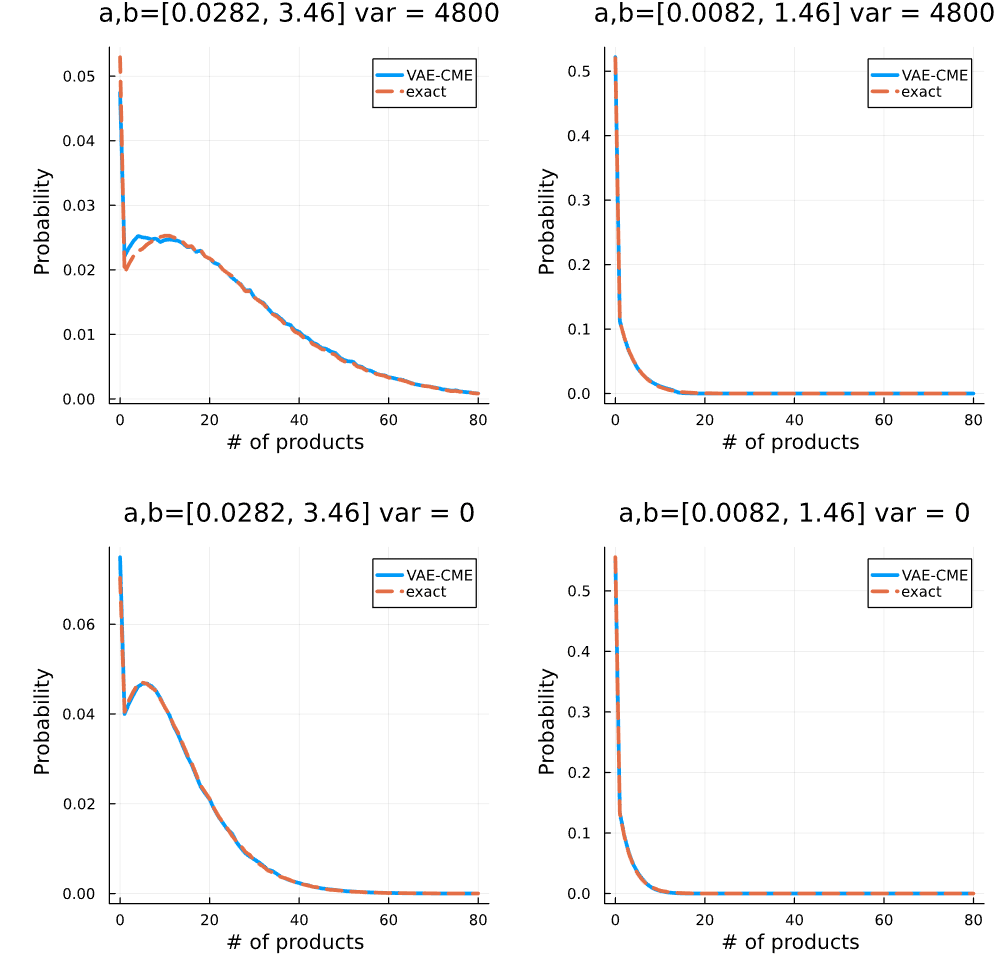 a,b=[0.0282, 3.46] var = 4800
0.05
0.04
0.03
0.02
0.01
0.00
Probability
VAE-CME
exact
0 20 40 60 80
# of products
a,b=[0.0082, 1.46] var = 4800
0.5
0.4
0.3
0.2
0.1
0.0
Probability
VAE-CME
exact
0 20 40 60 80
# of products
a,b=[0.0282, 3.46] var = 0
0.06
0.04
0.02
0.00
Probability
VAE-CME
exact
0 20 40 60 80
# of products
a,b=[0.0082, 1.46] var = 0
0.5
0.4
0.3
0.2
0.1
0.0
Probability
VAE-CME
exact
0 20 40 60 80
# of products